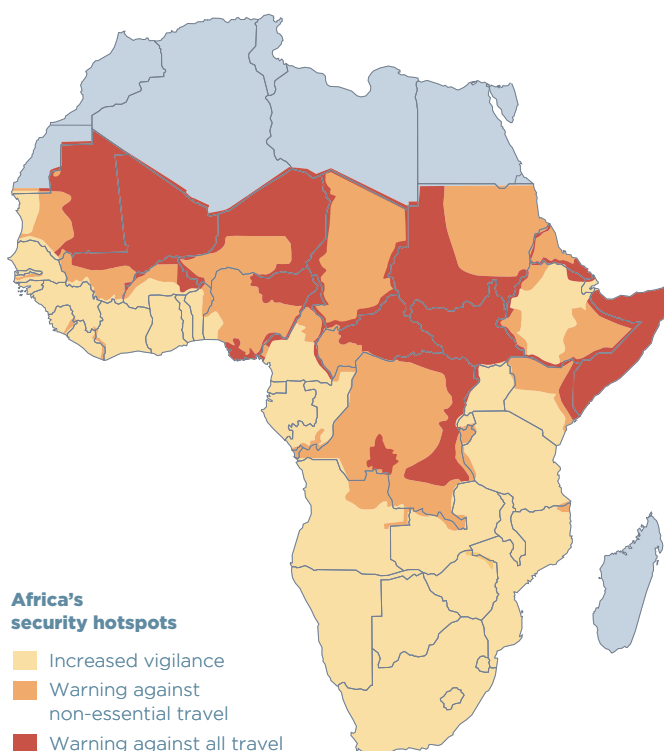 Africa's
security hotspots
Increased vigilance
Warning against
non-essential travel
Warning against all travel